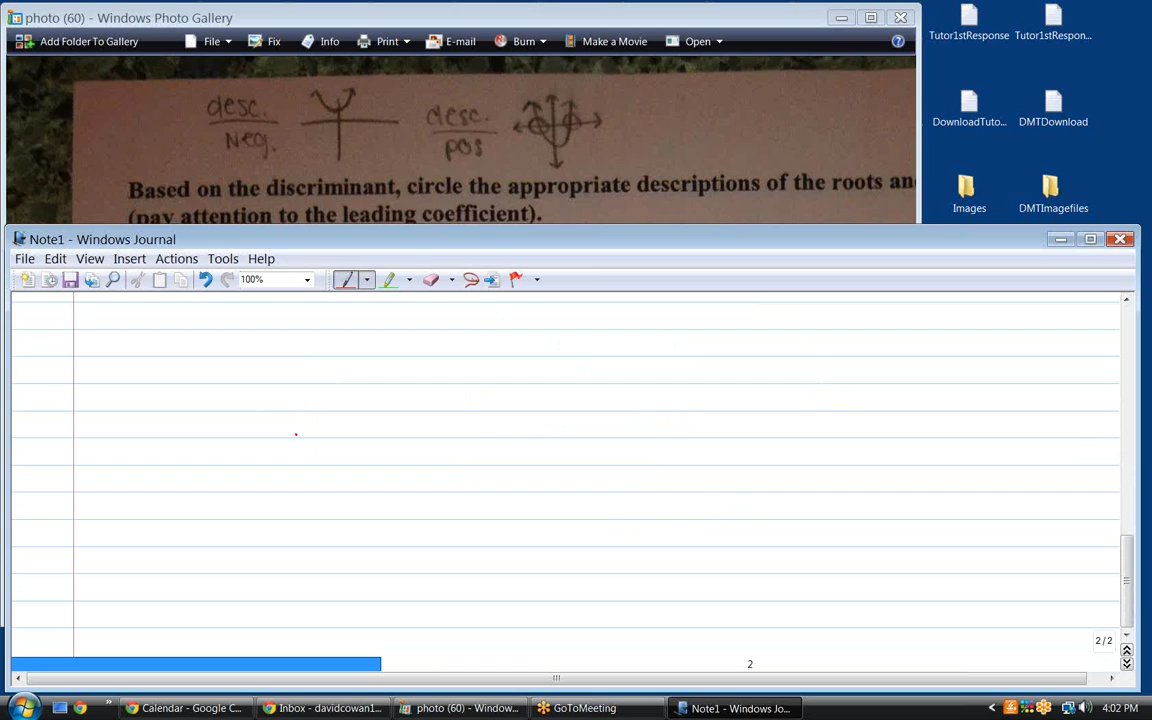 photo (60) - Windows Photo Gallery
Add Folder To Gallery File Fix Info Print E-mail Burn Make a Movie Open
Tutor1stResponse Tutor1stRespon...
desc.
Neg.
desc.
pos
DownloadTuto... DMTDownload
Based on the discriminant, circle the appropriate descriptions of the roots an
(pay attention to the leading coefficient).
Images DMTImagefiles
Note1 - Windows Journal
File Edit View Insert Actions Tools Help
100%
2 / 2
2
Calendar - Google C... Inbox - davidcowan1... photo (60) - Window... GoToMeeting Note1 - Windows Jo... 4:02 PM